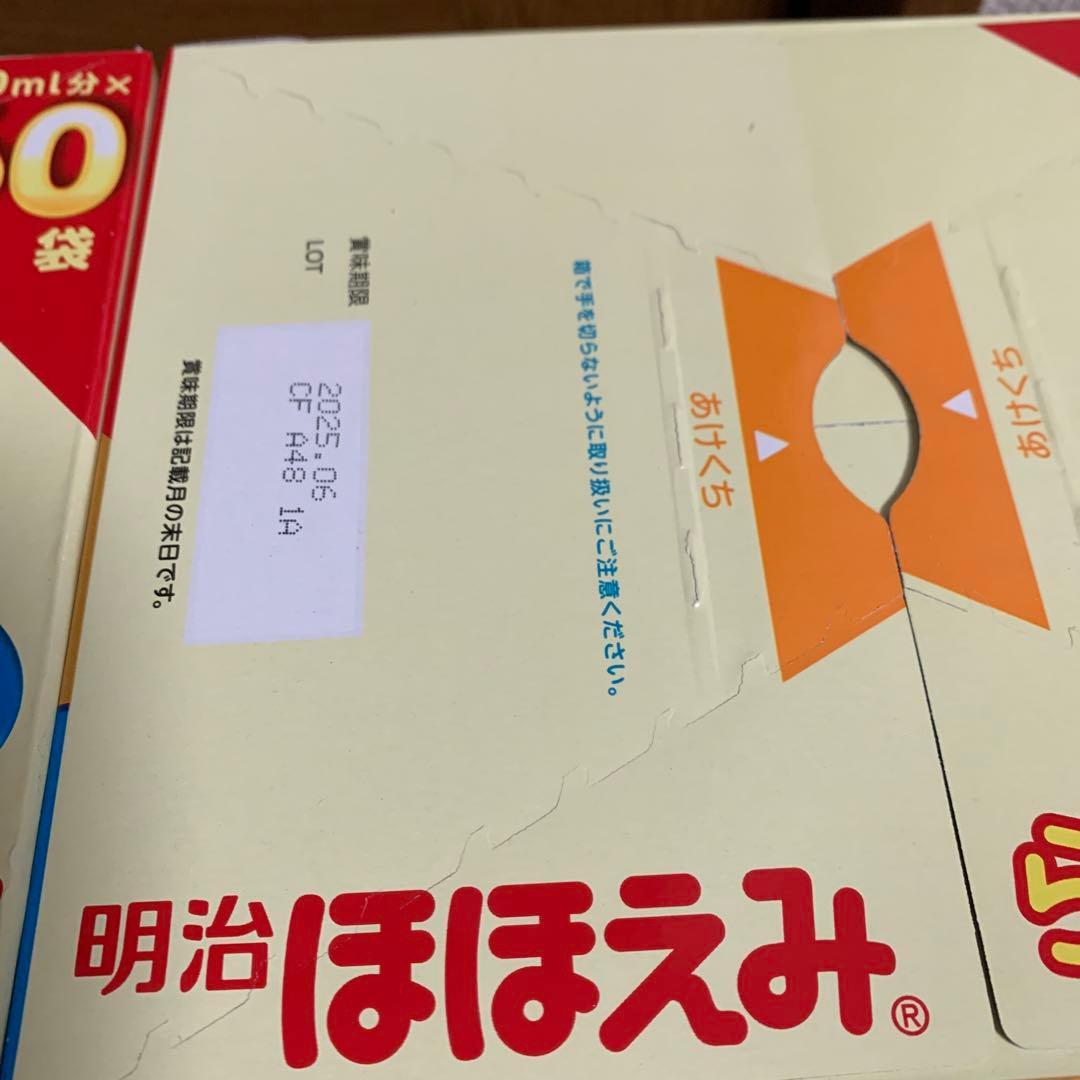 0ml分×
60
袋
賞味期限
LOT
2025.06
CF A48 1A
賞味期限は記載月の末日です。
箱で手を切らないように取り扱いにご注意ください。
あけくち
あけくち
明治ほほえみ®